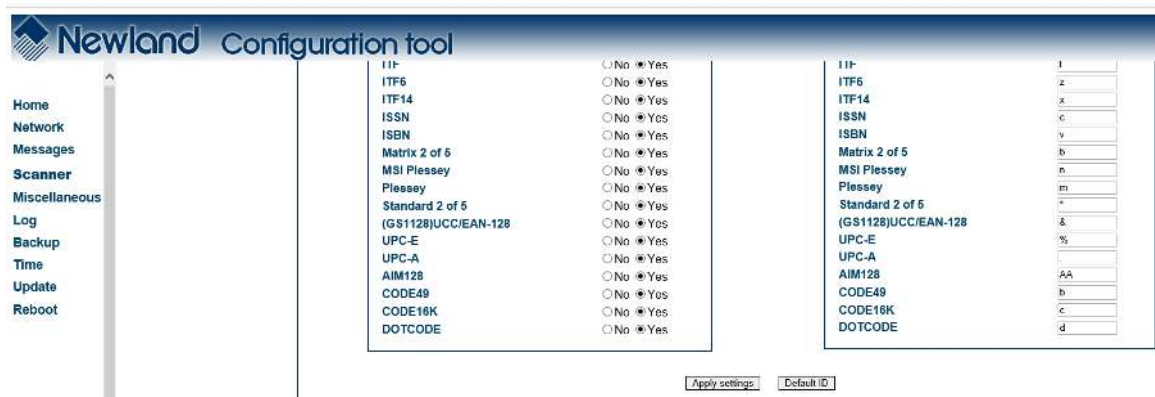 Newland Configuration tool
Home
Network
Messages
Scanner
Miscellaneous
Log
Backup
Time
Update
Reboot
ITF No Yes
ITF6 No Yes
ITF14 No Yes
ISSN No Yes
ISBN No Yes
Matrix 2 of 5 No Yes
MSI Plessey No Yes
Plessey No Yes
Standard 2 of 5 No Yes
(GS1128)UCC/EAN-128 No Yes
UPC-E No Yes
UPC-A No Yes
AIM128 No Yes
CODE49 No Yes
CODE16K No Yes
DOTCODE No Yes
ITF
ITF6 z
ITF14 x
ISSN c
ISBN v
Matrix 2 of 5 b
MSI Plessey n
Plessey m
Standard 2 of 5 *
(GS1128)UCC/EAN-128 &
UPC-E %
UPC-A
AIM128 AA
CODE49 b
CODE16K c
DOTCODE d
Apply settings Default ID